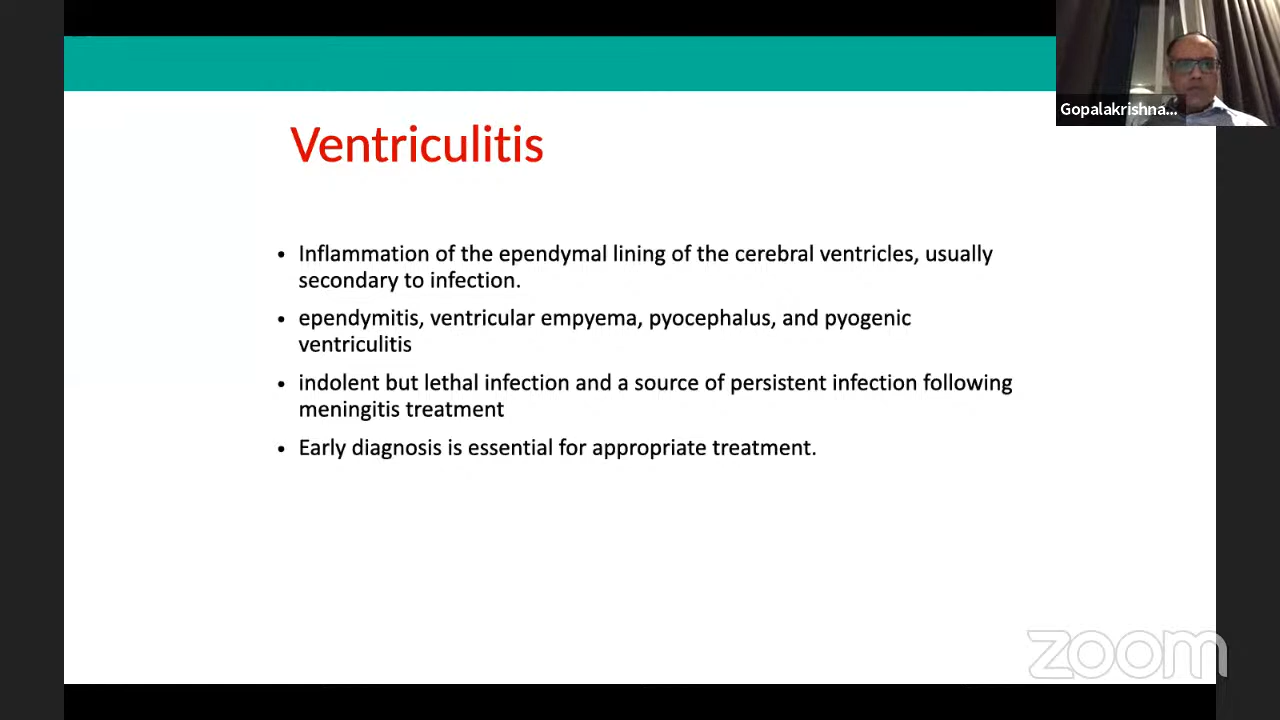 Gopalakrishna...
Ventriculitis
• Inflammation of the ependymal lining of the cerebral ventricles, usually
secondary to infection.
• ependymitis, ventricular empyema, pyocephalus, and pyogenic
ventriculitis
• indolent but lethal infection and a source of persistent infection following
meningitis treatment
• Early diagnosis is essential for appropriate treatment.
zoom